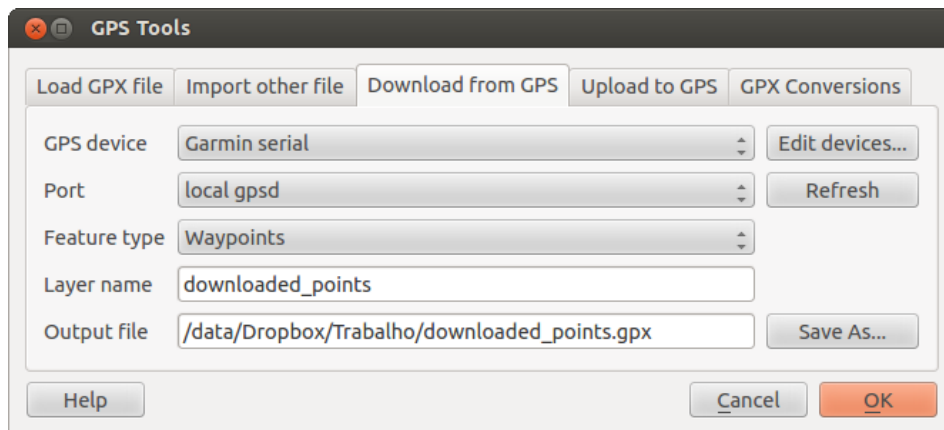 GPS Tools
Load GPX file Import other file Download from GPS Upload to GPS GPX Conversions
GPS device Garmin serial Edit devices...
Port local gpsd Refresh
Feature type Waypoints
Layer name downloaded_points
Output file /data/Dropbox/Trabalho/downloaded_points.gpx Save As...
Help Cancel OK